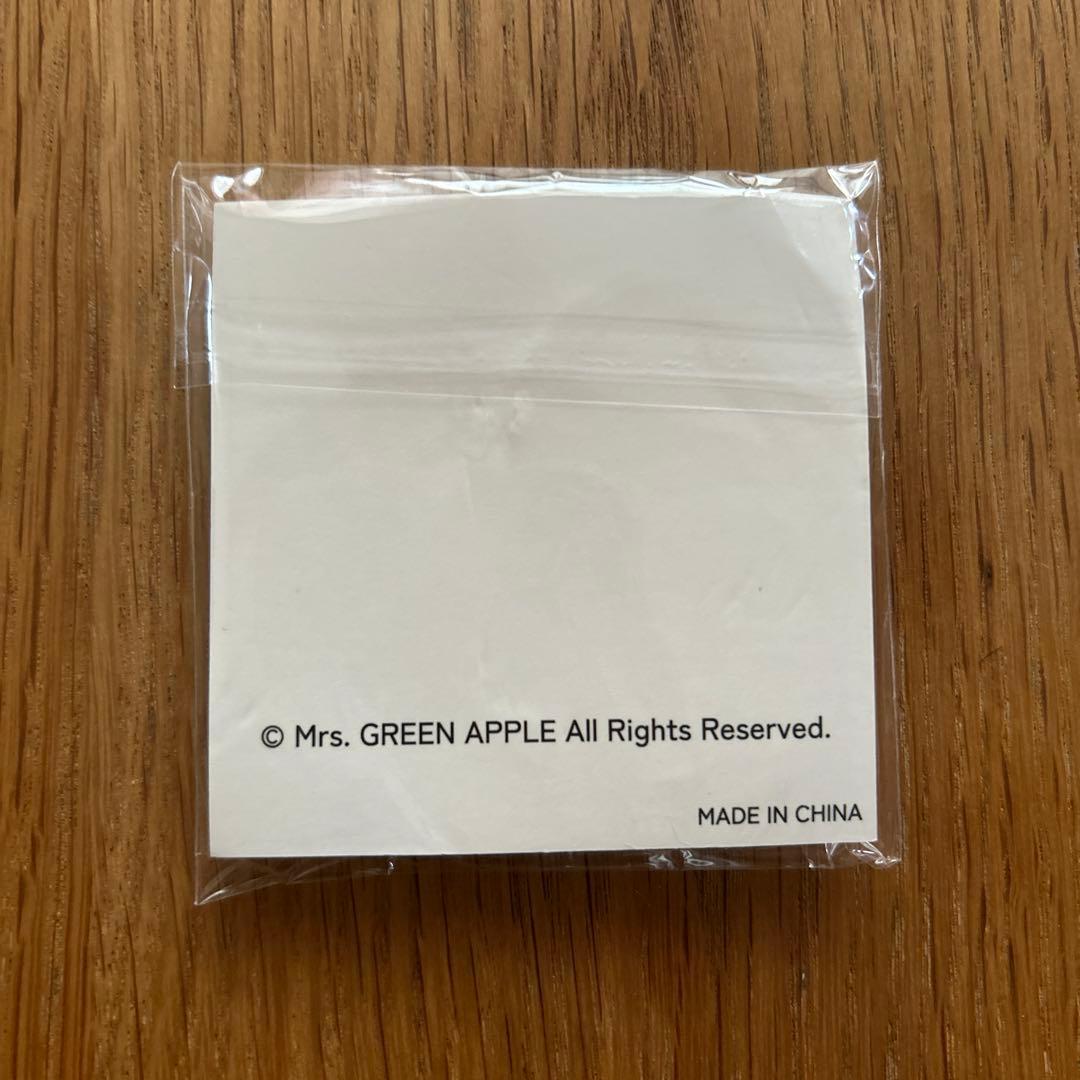 © Mrs. GREEN APPLE All Rights Reserved.
MADE IN CHINA